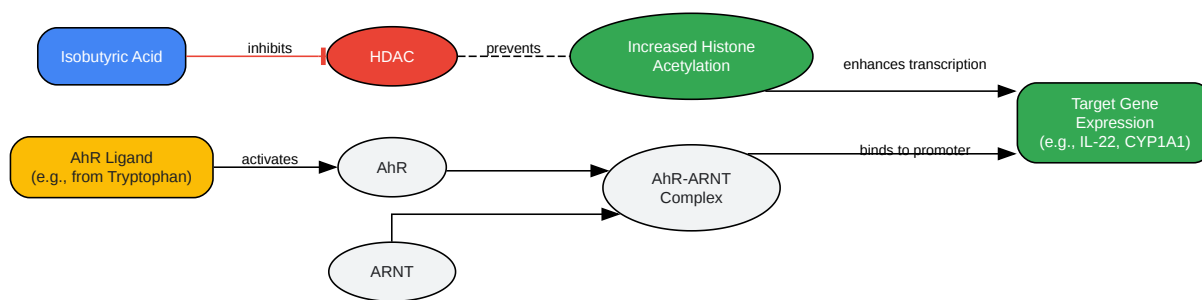 Isobutyric Acid
inhibits
HDAC
prevents
Increased Histone
Acetylation
enhances transcription
Target Gene
Expression
(e.g., IL-22, CYP1A1)
AhR Ligand
(e.g., from Tryptophan)
activates
AhR
AhR-ARNT
Complex
binds to promoter
ARNT